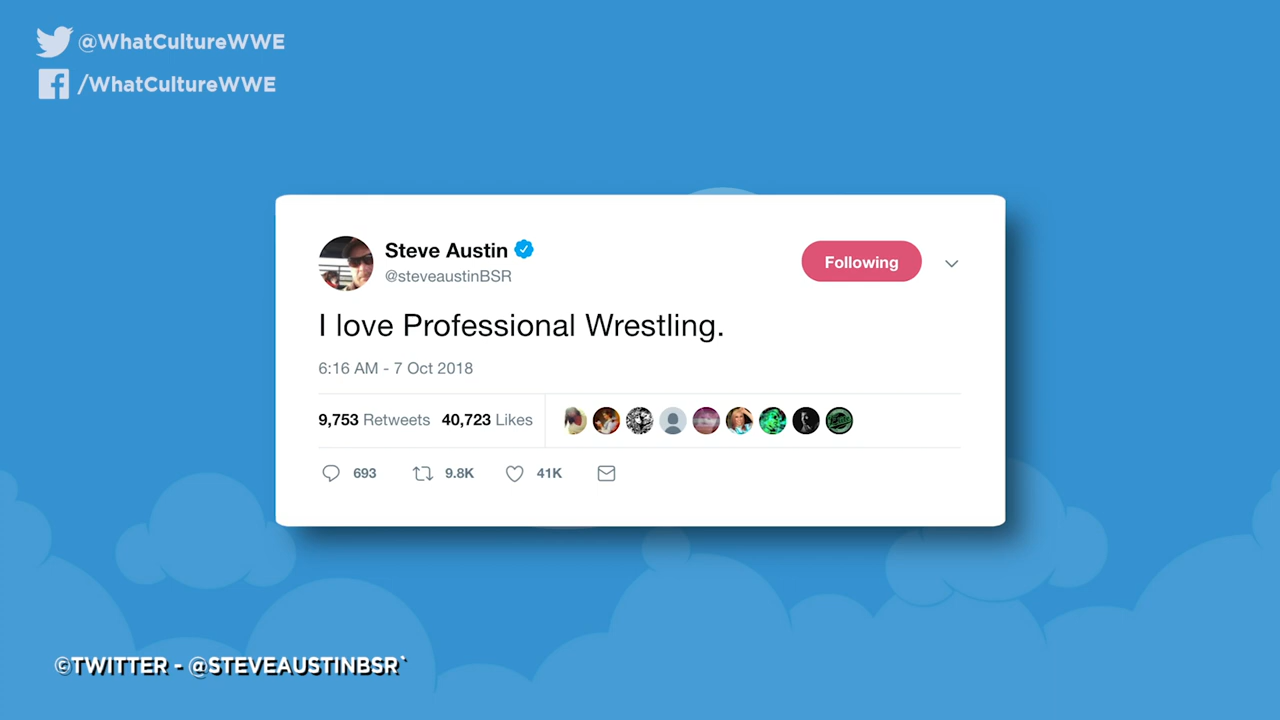 @WhatCultureWWE
/WhatCultureWWE
Steve Austin
@steveaustinBSR
Following
I love Professional Wrestling.
6:16 AM - 7 Oct 2018
9,753 Retweets 40,723 Likes
693 9.8K 41K
©TWITTER - @STEVEAUSTINBSR`